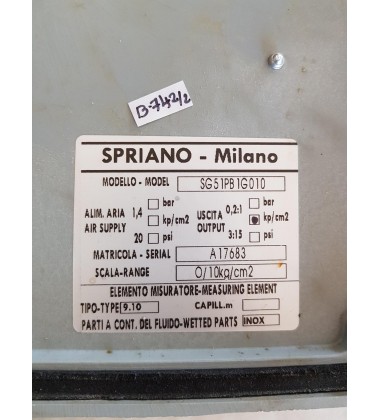 B-742/2
SPRIANO - Milano
MODELLO - MODEL SG51PB1G010
bar bar
ALIM. ARIA 1,4 kp/cm2 USCITA 0,2:1 kp/cm2
AIR SUPPLY OUTPUT
20 psi 3:15 psi
MATRICOLA - SERIAL A17683
SCALA-RANGE 0/10kg/cm2
ELEMENTO MISURATORE-MEASURING ELEMENT
TIPO-TYPE 9.10 CAPILL.m
PARTI A CONT. DEL FLUIDO-WETTED PARTS INOX